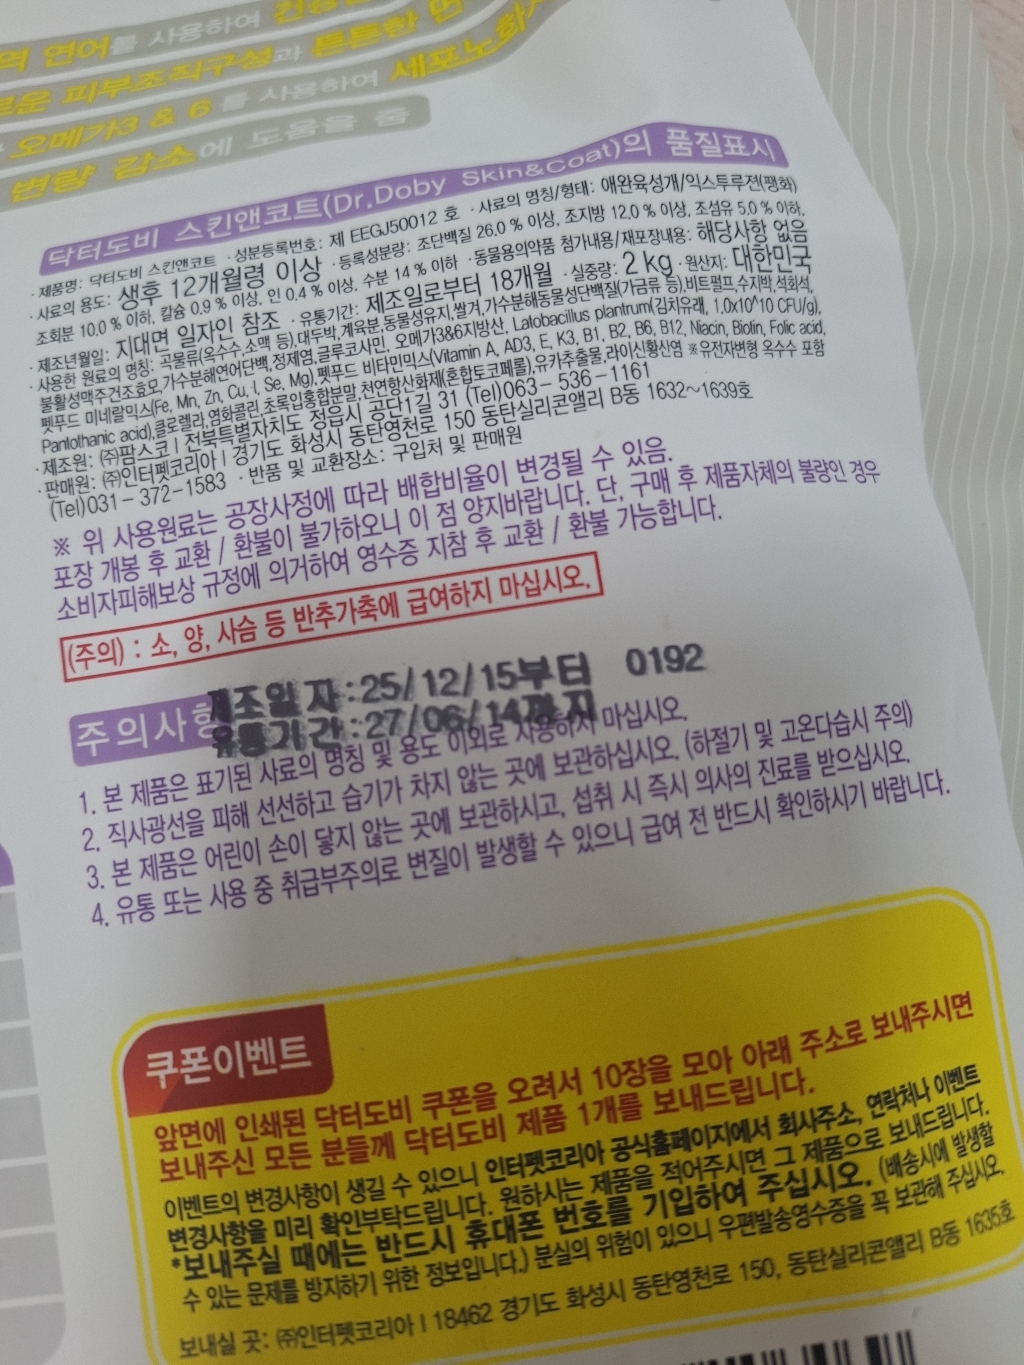 역 연어를 사용하여
운 피부조직구성과 튼튼한
오메가3 & 6 를 사용하여 세포노화
변량 감소에 도움을 줌
닥터도비 스킨앤코트(Dr.Doby Skin&Coat)의 품질표시
· 제품명: 닥터도비 스킨앤코트 · 성분등록번호: 제 EEGJ50012 호 · 사료의 명칭/형태: 애완육성개/익스투루젼(팽화)
· 사료의 용도: 생후 12개월령 이상 · 등록성분량: 조단백질 26.0 % 이상, 조지방 12.0 % 이상, 조섬유 5.0 % 이하,
조회분 10.0 % 이하, 칼슘 0.9 % 이상, 인 0.4 % 이상, 수분 14 % 이하 · 동물용의약품 첨가내용/재포장내용: 해당사항 없음
· 제조년월일: 지대면 일자인 참조 · 유통기간: 제조일로부터 18개월 · 실중량: 2 kg · 원산지: 대한민국
· 사용한 원료의 명칭: 곡물류(옥수수,소맥 등),대두박,계육분,동물성유지,쌀겨,가수분해동물성단백질(가금류 등),비트펄프,수지박,석회석,
불활성맥주건조효모,가수분해연어단백,정제염,글루코사민, 오메가3&6지방산, Latobacillus plantrum(김치유래, 1.0x10^10 CFU/g),
펫푸드 미네랄믹스(Fe, Mn, Zn, Cu, I, Se, Mg),펫푸드 비타민믹스(Vitamin A, AD3, E, K3, B1, B2, B6, B12, Niacin, Biotin, Folic acid,
Pantothanic acid),클로렐라,염화콜린,초록입홍합분말,천연항산화제(혼합토코페롤),유카추출물,라이신황산염 ※유전자변형 옥수수 포함
· 제조원: ㈜팜스코 | 전북특별자치도 정읍시 공단1길 31 (Tel)063-536-1161
· 판매원: ㈜인터펫코리아 | 경기도 화성시 동탄영천로 150 동탄실리콘앨리 B동 1632~1639호
(Tel)031-372-1583 · 반품 및 교환장소: 구입처 및 판매원
※ 위 사용원료는 공장사정에 따라 배합비율이 변경될 수 있음.
포장 개봉 후 교환 / 환불이 불가하오니 이 점 양지바랍니다. 단, 구매 후 제품자체의 불량인 경우
소비자피해보상 규정에 의거하여 영수증 지참 후 교환 / 환불 가능합니다.
(주의) : 소, 양, 사슴 등 반추가축에 급여하지 마십시오.
제조일자:25/12/15부터 0192
유통기간:27/06/14까지
주의사항
1. 본 제품은 표기된 사료의 명칭 및 용도 이외로 사용하지 마십시오.
2. 직사광선을 피해 선선하고 습기가 차지 않는 곳에 보관하십시오. (하절기 및 고온다습시 주의)
3. 본 제품은 어린이 손이 닿지 않는 곳에 보관하시고, 섭취 시 즉시 의사의 진료를 받으십시오.
4. 유통 또는 사용 중 취급부주의로 변질이 발생할 수 있으니 급여 전 반드시 확인하시기 바랍니다.
쿠폰이벤트
앞면에 인쇄된 닥터도비 쿠폰을 오려서 10장을 모아 아래 주소로 보내주시면
보내주신 모든 분들께 닥터도비 제품 1개를 보내드립니다.
이벤트의 변경사항이 생길 수 있으니 인터펫코리아 공식홈페이지에서 회사주소, 연락처나 이벤트
변경사항을 미리 확인부탁드립니다. 원하시는 제품을 적어주시면 그 제품으로 보내드립니다.
*보내주실 때에는 반드시 휴대폰 번호를 기입하여 주십시오. (배송시에 발생할
수 있는 문제를 방지하기 위한 정보입니다.) 분실의 위험이 있으니 우편발송영수증을 꼭 보관해 주십시오.
보내실 곳: ㈜인터펫코리아 | 18462 경기도 화성시 동탄영천로 150, 동탄실리콘앨리 B동 1635호